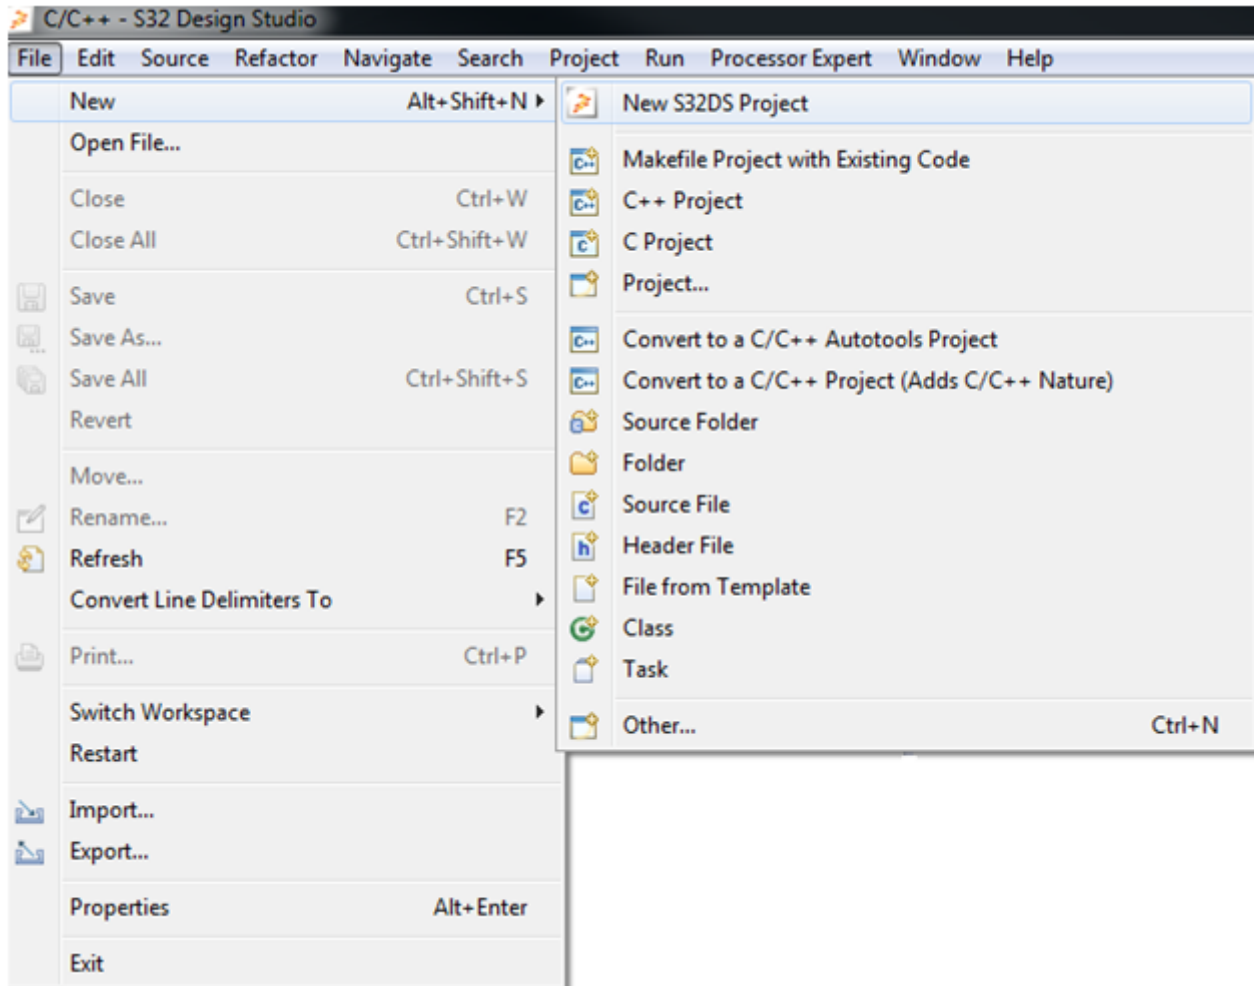 C/C++ - S32 Design Studio
File Edit Source Refactor Navigate Search Project Run Processor Expert Window Help
New Alt+Shift+N
Open File...
Close Ctrl+W
Close All Ctrl+Shift+W
Save Ctrl+S
Save As...
Save All Ctrl+Shift+S
Revert
Move...
Rename... F2
Refresh F5
Convert Line Delimiters To
Print... Ctrl+P
Switch Workspace
Restart
Import...
Export...
Properties Alt+Enter
Exit
New S32DS Project
Makefile Project with Existing Code
C++ Project
C Project
Project...
Convert to a C/C++ Autotools Project
Convert to a C/C++ Project (Adds C/C++ Nature)
Source Folder
Folder
Source File
Header File
File from Template
Class
Task
Other... Ctrl+N